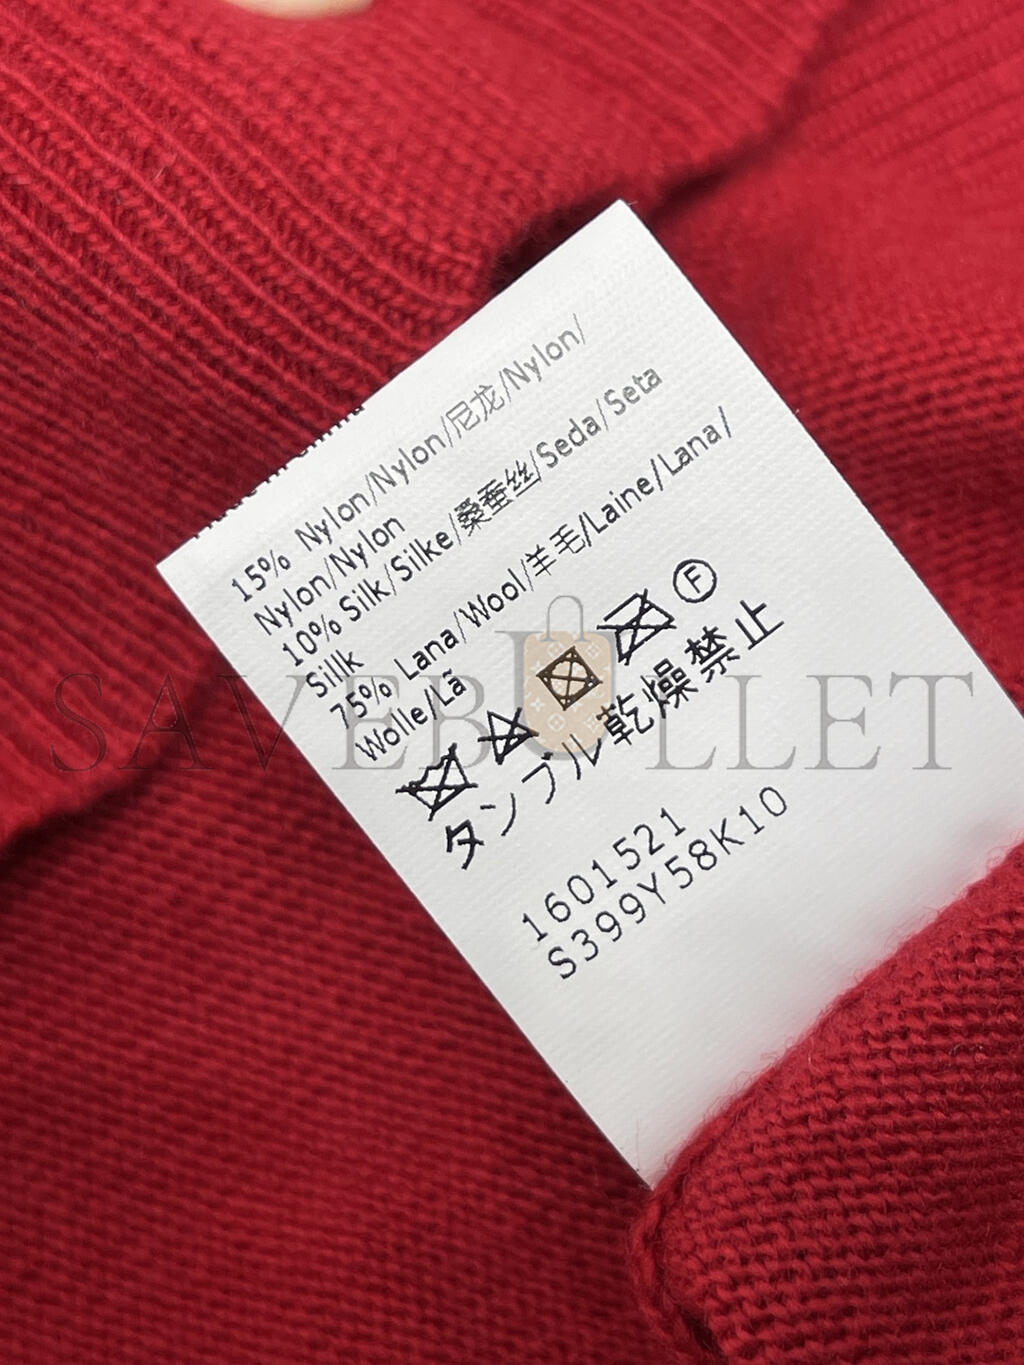 15% Nylon/Nylon/Nylon/尼龙/Nylon/
Nylon/Nylon
10% Silk/Silke/桑蚕丝/Seda/Seta
Sillk
75% Lana/Wool/羊毛/Laine/Lana/
Wolle/Lã
F
タンブル乾燥禁止
1601521
S399Y58K10
SAVEBULLET